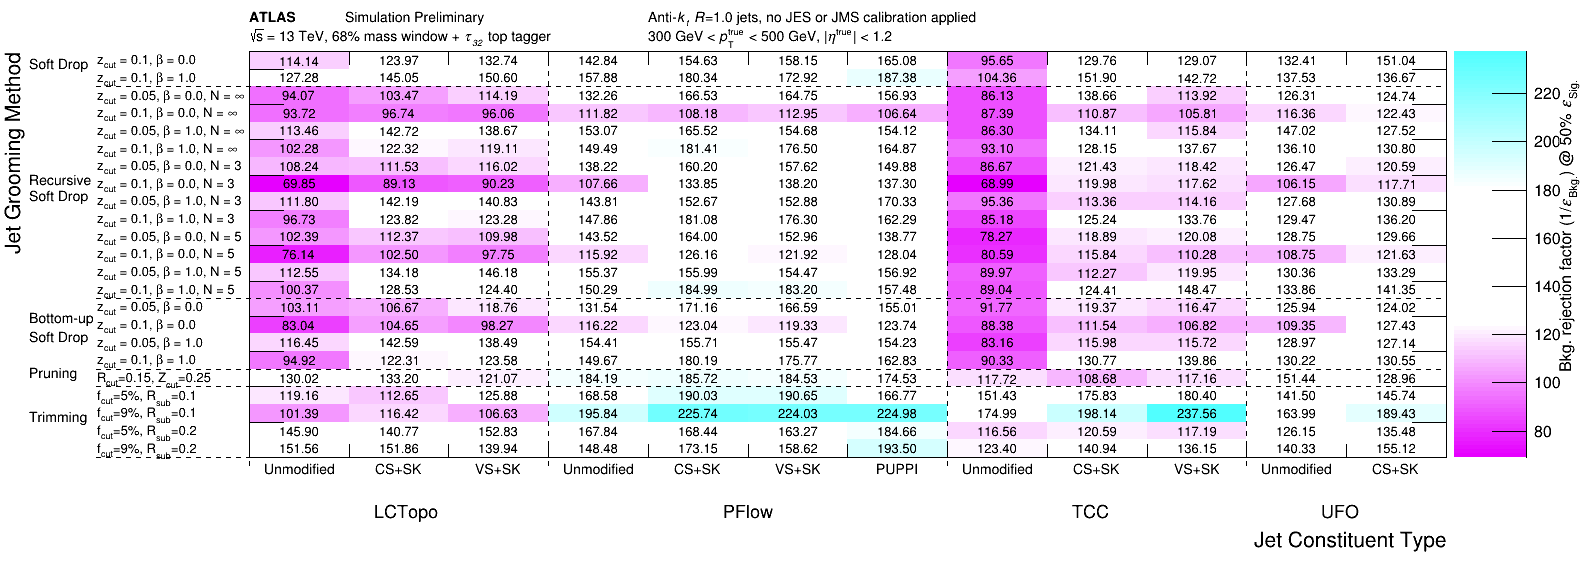 ATLAS Simulation Preliminary Anti-k_t R=1.0 jets, no JES or JMS calibration applied
√s = 13 TeV, 68% mass window + τ_32 top tagger 300 GeV < p_T^true < 500 GeV, |η^true| < 1.2
Jet Grooming Method
Soft Drop z_cut = 0.1, β = 0.0 114.14 123.97 132.74 142.84 154.63 158.15 165.08 95.65 129.76 129.07 132.41 151.04
z_cut = 0.1, β = 1.0 127.28 145.05 150.60 157.88 180.34 172.92 187.38 104.36 151.90 142.72 137.53 136.67
z_cut = 0.05, β = 0.0, N = ∞ 94.07 103.47 114.19 132.26 166.53 164.75 156.93 86.13 138.66 113.92 126.31 124.74
z_cut = 0.1, β = 0.0, N = ∞ 93.72 96.74 96.06 111.82 108.18 112.95 106.64 87.39 110.87 105.81 116.36 122.43
z_cut = 0.05, β = 1.0, N = ∞ 113.46 142.72 138.67 153.07 165.52 154.68 154.12 86.30 134.11 115.84 147.02 127.52
z_cut = 0.1, β = 1.0, N = ∞ 102.28 122.32 119.11 149.49 181.41 176.50 164.87 93.10 128.15 137.67 136.10 130.80
z_cut = 0.05, β = 0.0, N = 3 108.24 111.53 116.02 138.22 160.20 157.62 149.88 86.67 121.43 118.42 126.47 120.59
Recursive z_cut = 0.1, β = 0.0, N = 3 69.85 89.13 90.23 107.66 133.85 138.20 137.30 68.99 119.98 117.62 106.15 117.71
Soft Drop z_cut = 0.05, β = 1.0, N = 3 111.80 142.19 140.83 143.81 152.67 152.88 170.33 95.36 113.36 114.16 127.68 130.89
z_cut = 0.1, β = 1.0, N = 3 96.73 123.82 123.28 147.86 181.08 176.30 162.29 85.18 125.24 133.76 129.47 136.20
z_cut = 0.05, β = 0.0, N = 5 102.39 112.37 109.98 143.52 164.00 152.96 138.77 78.27 118.89 120.08 128.75 129.66
z_cut = 0.1, β = 0.0, N = 5 76.14 102.50 97.75 115.92 126.16 121.92 128.04 80.59 115.84 110.28 108.75 121.63
z_cut = 0.05, β = 1.0, N = 5 112.55 134.18 146.18 155.37 155.99 154.47 156.92 89.97 112.27 119.95 130.36 133.29
z_cut = 0.1, β = 1.0, N = 5 100.37 128.53 124.40 150.29 184.99 183.20 157.48 89.04 124.41 148.47 133.86 141.35
z_cut = 0.05, β = 0.0 103.11 106.67 118.76 131.54 171.16 166.59 155.01 91.77 119.37 116.47 125.94 124.02
Bottom-up z_cut = 0.1, β = 0.0 83.04 104.65 98.27 116.22 123.04 119.33 123.74 88.38 111.54 106.82 109.35 127.43
Soft Drop z_cut = 0.05, β = 1.0 116.45 142.59 138.49 154.41 155.71 155.47 154.23 83.16 115.98 115.72 128.97 127.14
z_cut = 0.1, β = 1.0 94.92 122.31 123.58 149.67 180.19 175.77 162.83 90.33 130.77 139.86 130.22 130.55
Pruning R_cut=0.15, Z_cut=0.25 130.02 133.20 121.07 184.19 185.72 184.53 174.53 117.72 108.68 117.16 151.44 128.96
f_cut=5%, R_sub=0.1 119.16 112.65 125.88 168.58 190.03 190.65 166.77 151.43 175.83 180.40 141.50 145.74
Trimming f_cut=9%, R_sub=0.1 101.39 116.42 106.63 195.84 225.74 224.03 224.98 174.99 198.14 237.56 163.99 189.43
f_cut=5%, R_sub=0.2 145.90 140.77 152.83 167.84 168.44 163.27 184.66 116.56 120.59 117.19 126.15 135.48
f_cut=9%, R_sub=0.2 151.56 151.86 139.94 148.48 173.15 158.62 193.50 123.40 140.94 136.15 140.33 155.12
Unmodified CS+SK VS+SK Unmodified CS+SK VS+SK PUPPI Unmodified CS+SK VS+SK Unmodified CS+SK
LCTopo PFlow TCC UFO
Jet Constituent Type
220
200
180
160
140
120
100
80
Bkg. rejection factor (1/ε_Bkg.) @ 50% ε_Sig.